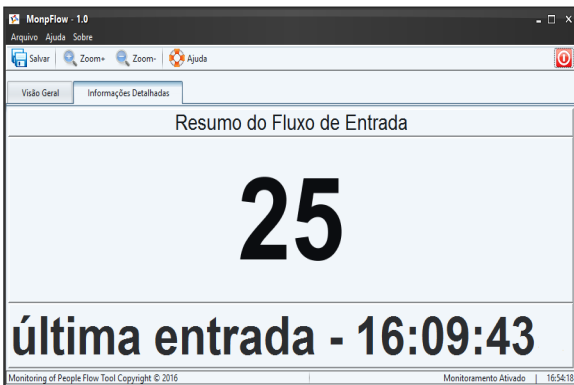 MonpFlow - 1.0
Arquivo Ajuda Sobre
Salvar Zoom+ Zoom- Ajuda
Visão Geral Informações Detalhadas
Resumo do Fluxo de Entrada
25
última entrada - 16:09:43
Monitoring of People Flow Tool Copyright © 2016 Monitoramento Ativado | 16:54:18